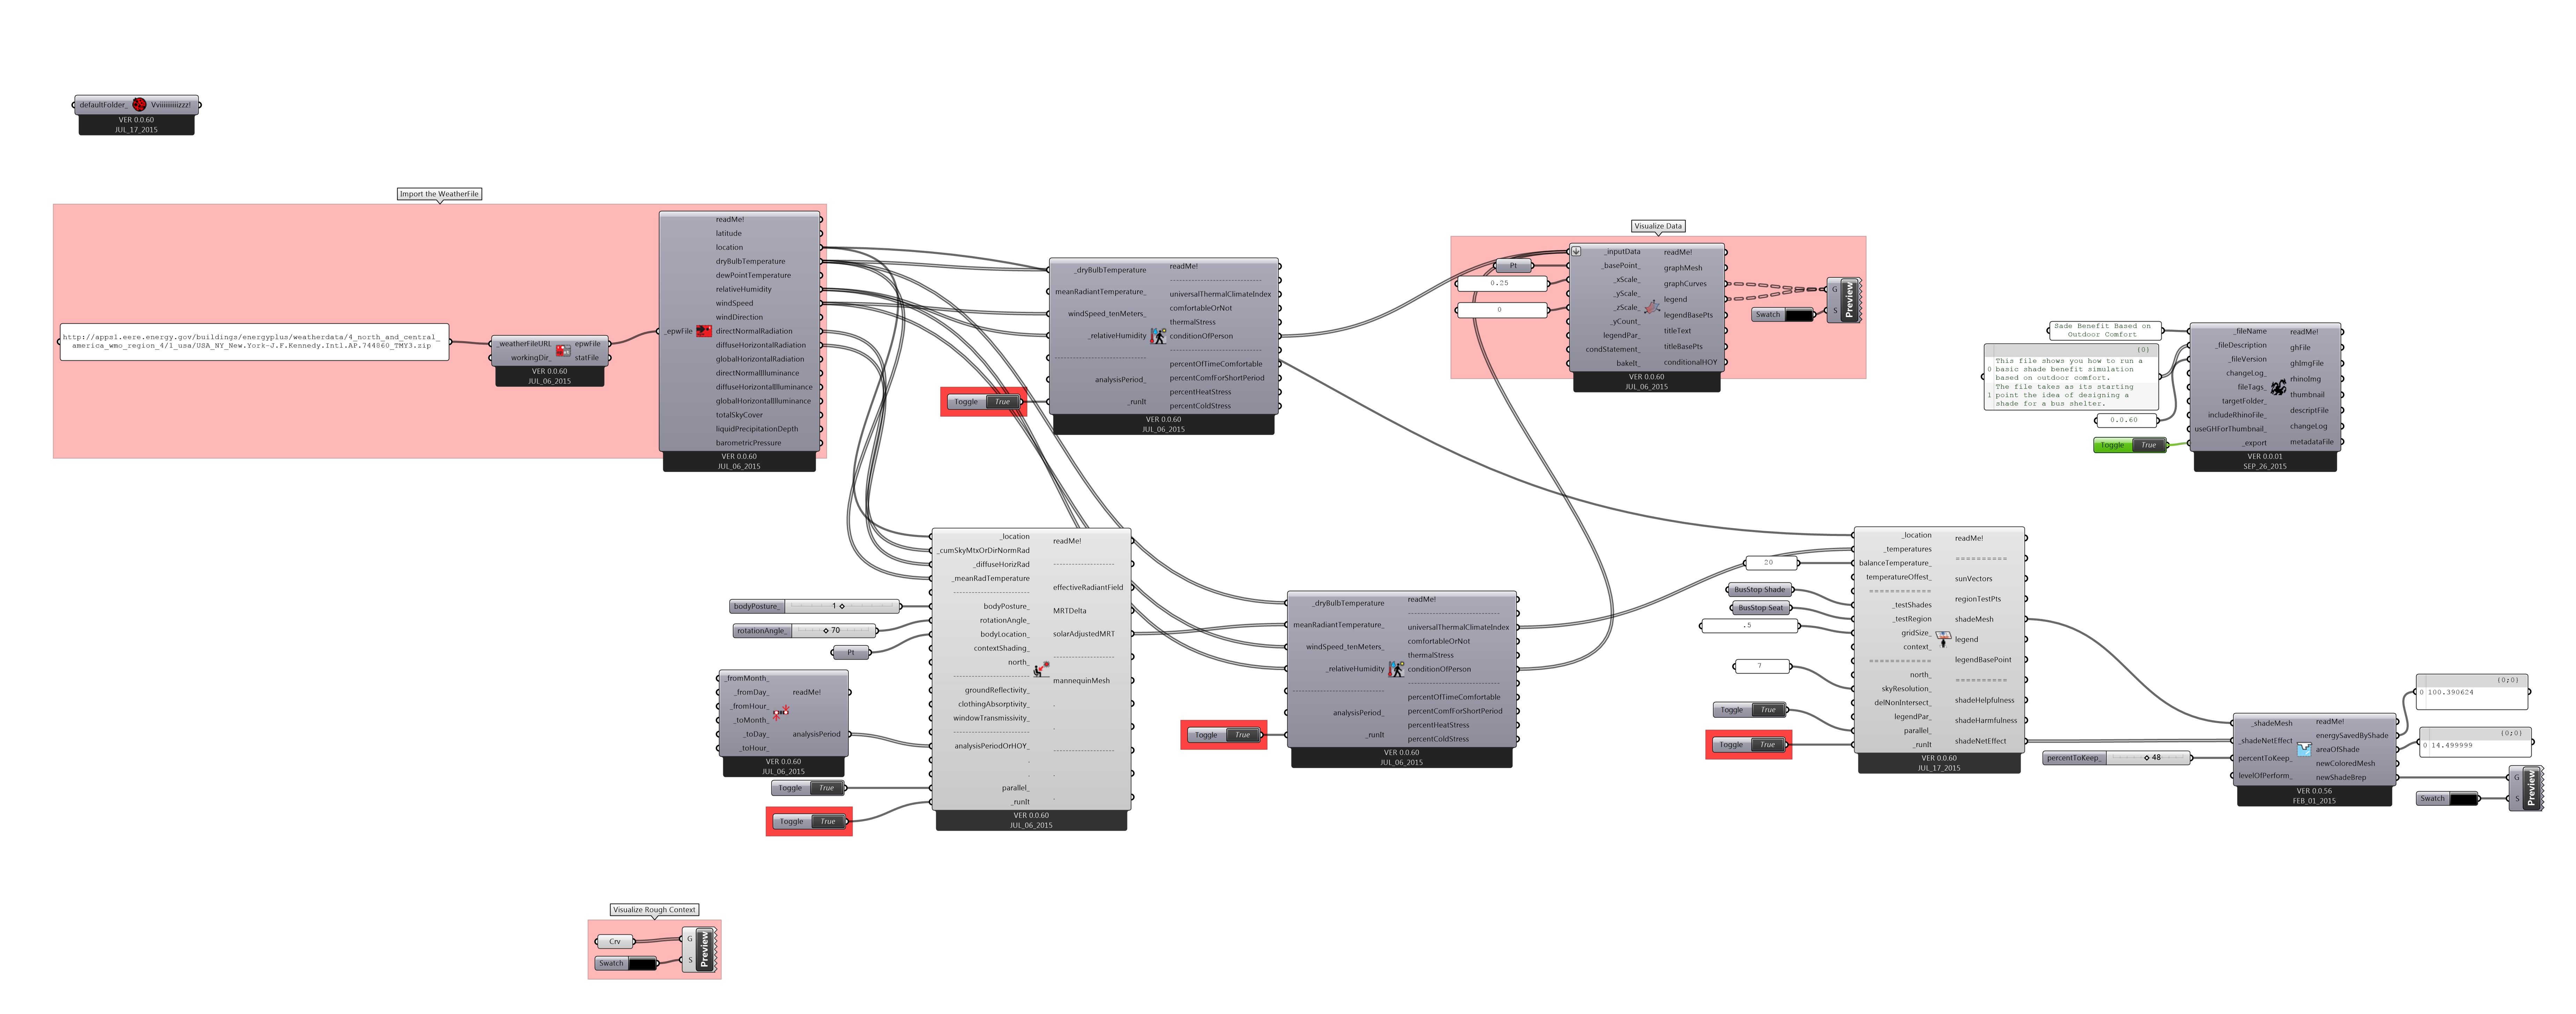 defaultFolder_ Vviiiiiiiiizzz!
VER 0.0.60
JUL_17_2015
Import the WeatherFile
http://apps1.eere.energy.gov/buildings/energyplus/weatherdata/4_north_and_central_
america_wmo_region_4/1_usa/USA_NY_New.York-J.F.Kennedy.Intl.AP.744860_TMY3.zip
_weatherFileURL epwFile
workingDir_ statFile
VER 0.0.60
JUL_06_2015
_epwFile
readMe!
latitude
location
dryBulbTemperature
dewPointTemperature
relativeHumidity
windSpeed
windDirection
directNormalRadiation
diffuseHorizontalRadiation
globalHorizontalRadiation
directNormalIlluminance
diffuseHorizontalIlluminance
globalHorizontalIlluminance
totalSkyCover
liquidPrecipitationDepth
barometricPressure
VER 0.0.60
JUL_06_2015
_dryBulbTemperature
meanRadiantTemperature_
windSpeed_tenMeters_
_relativeHumidity
--------------------------
analysisPeriod_
_runIt
readMe!
--------------------------
universalThermalClimateIndex
comfortableOrNot
thermalStress
conditionOfPerson
--------------------------
percentOfTimeComfortable
percentComfForShortPeriod
percentHeatStress
percentColdStress
VER 0.0.60
JUL_06_2015
Toggle True
Visualize Data
Pt
0.25
0
_inputData
_basePoint_
_xScale_
_yScale_
_zScale_
_yCount_
legendPar_
condStatement_
bakeIt_
readMe!
graphMesh
graphCurves
legend
legendBasePts
titleText
titleBasePts
conditionalHOY
VER 0.0.60
JUL_06_2015
Swatch
G
S
Preview
Sade Benefit Based on
Outdoor Comfort
{0}
0 This file shows you how to run a
basic shade benefit simulation
based on outdoor comfort.
1 The file takes as its starting
point the idea of designing a
shade for a bus shelter.
0.0.60
Toggle True
_fileName
_fileDescription
_fileVersion
changeLog_
fileTags_
targetFolder_
includeRhinoFile_
useGHForThumbnail_
_export
readMe!
ghFile
ghImgFile
rhinoImg
thumbnail
descriptFile
changeLog
metadataFile
VER 0.0.01
SEP_26_2015
_location
_cumSkyMtxOrDirNormRad
_diffuseHorizRad
_meanRadTemperature
--------------------
bodyPosture_
rotationAngle_
bodyLocation_
contextShading_
north_
--------------------
groundReflectivity_
clothingAbsorptivity_
windowTransmissivity_
--------------------
analysisPeriodOrHOY_
.
.
parallel_
_runIt
readMe!
--------------------
effectiveRadiantField
MRTDelta
solarAdjustedMRT
--------------------
mannequinMesh
.
.
--------------------
.
.
VER 0.0.60
JUL_06_2015
bodyPosture_ 1
rotationAngle_ 70
Pt
_fromMonth_
_fromDay_
_fromHour_
_toMonth_
_toDay_
_toHour_
readMe!
analysisPeriod
VER 0.0.60
JUL_06_2015
Toggle True
Toggle True
_dryBulbTemperature
meanRadiantTemperature_
windSpeed_tenMeters_
_relativeHumidity
--------------------------
analysisPeriod_
_runIt
readMe!
--------------------------
universalThermalClimateIndex
comfortableOrNot
thermalStress
conditionOfPerson
--------------------------
percentOfTimeComfortable
percentComfForShortPeriod
percentHeatStress
percentColdStress
VER 0.0.60
JUL_06_2015
Toggle True
20
BusStop Shade
BusStop Seat
.5
7
Toggle True
Toggle True
_location
_temperatures
balanceTemperature_
temperatureOffest_
===========
_testShades
_testRegion
gridSize_
context_
===========
north_
skyResolution_
delNonIntersect_
legendPar_
parallel_
_runIt
readMe!
==========
sunVectors
regionTestPts
shadeMesh
legend
legendBasePoint
==========
shadeHelpfulness
shadeHarmfulness
shadeNetEffect
VER 0.0.60
JUL_17_2015
percentToKeep_ 48
_shadeMesh
_shadeNetEffect
percentToKeep_
levelOfPerform_
readMe!
energySavedByShade
areaOfShade
newColoredMesh
newShadeBrep
VER 0.0.56
FEB_01_2015
{0;0}
0 100.390624
{0;0}
0 14.499999
Swatch
G
S
Preview
Visualize Rough Context
Crv
Swatch
G
S
Preview